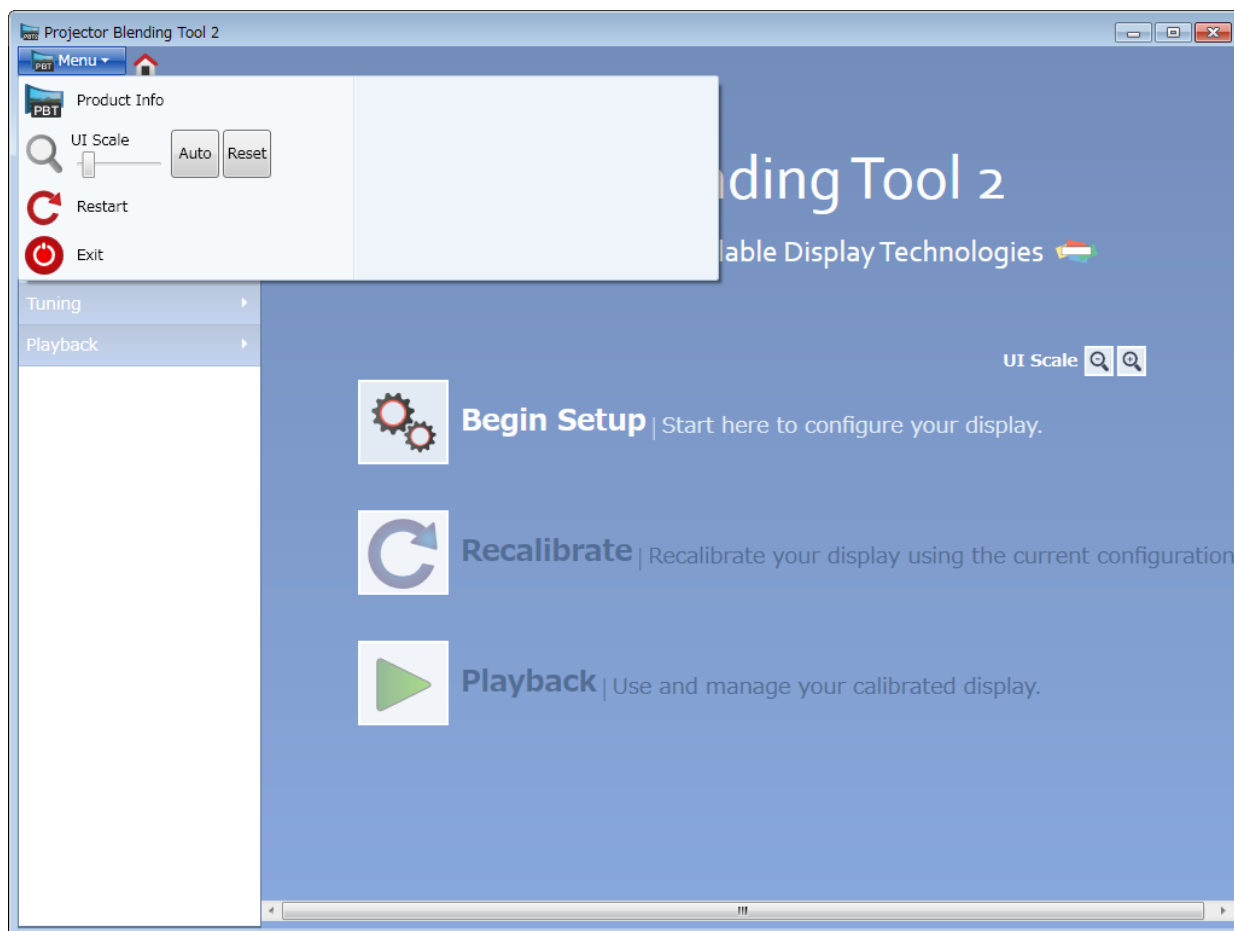 Projector Blending Tool 2
PBT Menu
PBT Product Info
UI Scale
Auto Reset
Restart
Exit
ding Tool 2
lable Display Technologies
Tuning
Playback
UI Scale
Begin Setup | Start here to configure your display.
Recalibrate | Recalibrate your display using the current configuration
Playback | Use and manage your calibrated display.